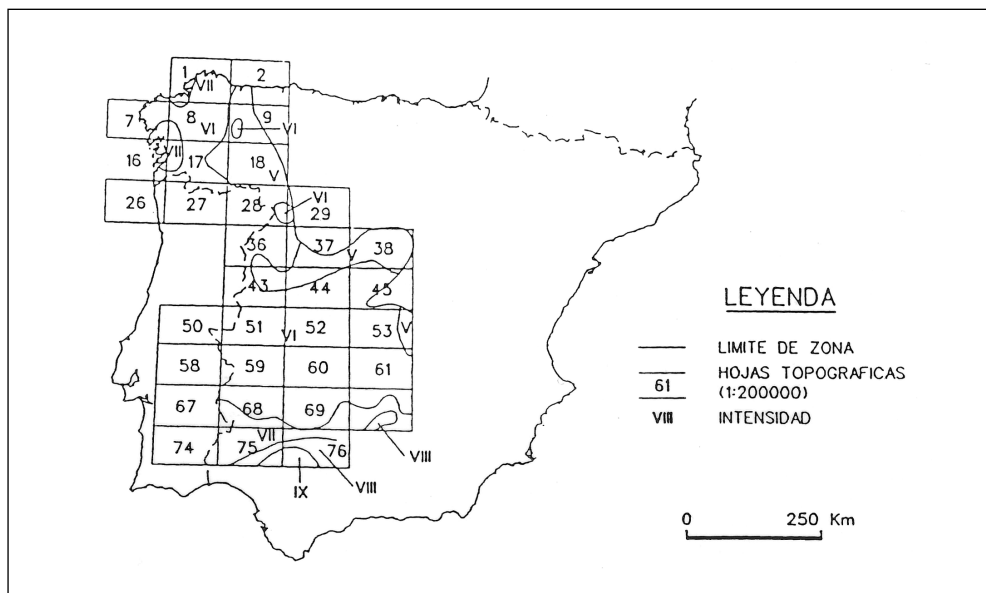 1 VII 2
7 8 VI 9 VI
VII
16 17 18 V
26 27 28 VI 29
36 37 V 38
43 44 45
50 51 VI 52 53 V
58 59 60 61
67 68 69
74 75 VII 76 VIII
IX VIII
LEYENDA
LIMITE DE ZONA
HOJAS TOPOGRAFICAS
61 (1:200000)
VIII INTENSIDAD
0 250 Km